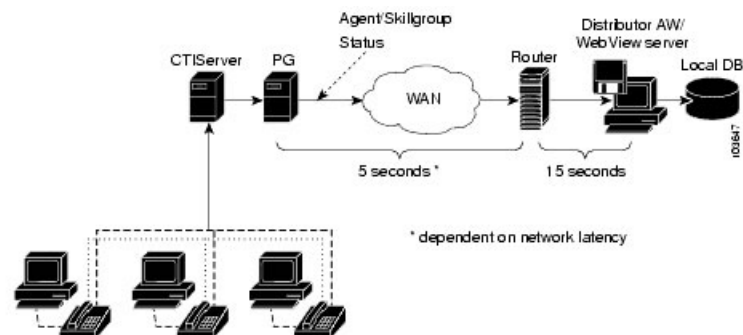 Agent/Skillgroup
Status
Distributor AW/
WebView server
CTIServer
PG
Router
Local DB
WAN
5 seconds *
15 seconds
103647
* dependent on network latency